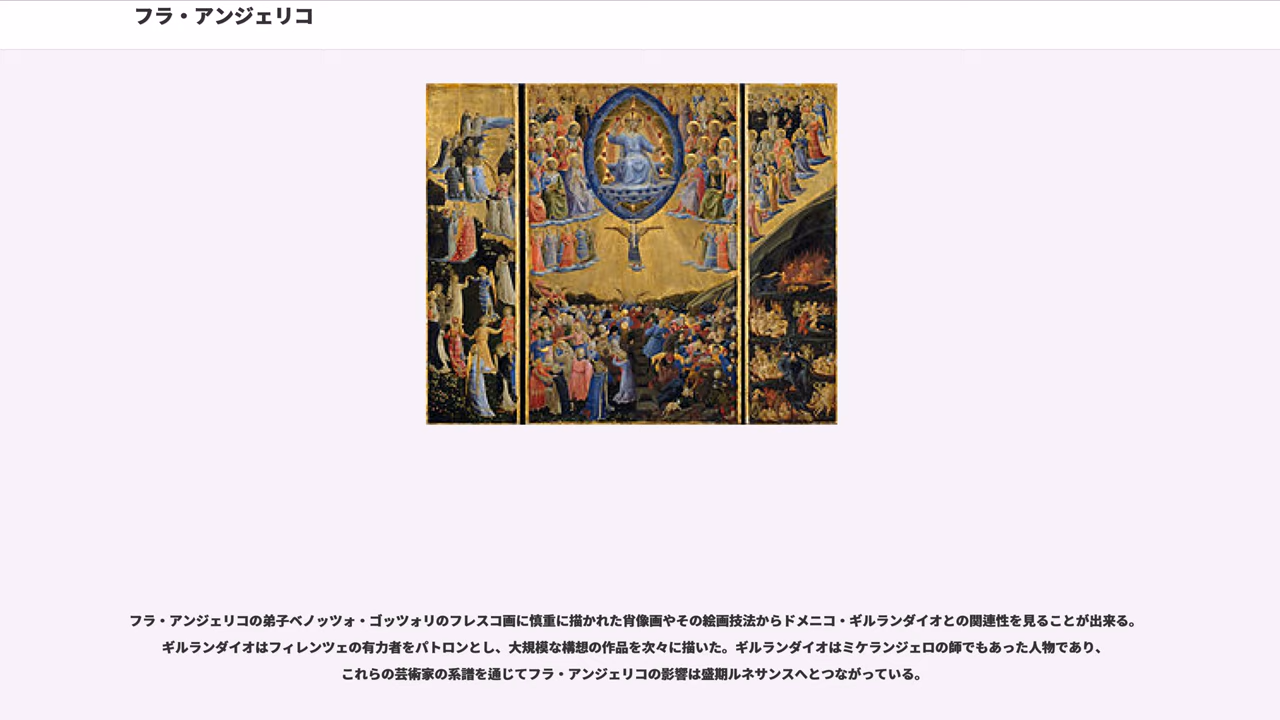 フラ・アンジェリコ
フラ・アンジェリコの弟子ベノッツォ・ゴッツォリのフレスコ画に慎重に描かれた肖像画やその絵画技法からドメニコ・ギルランダイオとの関連性を見ることが出来る。
ギルランダイオはフィレンツェの有力者をパトロンとし、大規模な構想の作品を次々に描いた。ギルランダイオはミケランジェロの師でもあった人物であり、
これらの芸術家の系譜を通じてフラ・アンジェリコの影響は盛期ルネサンスへとつながっている。